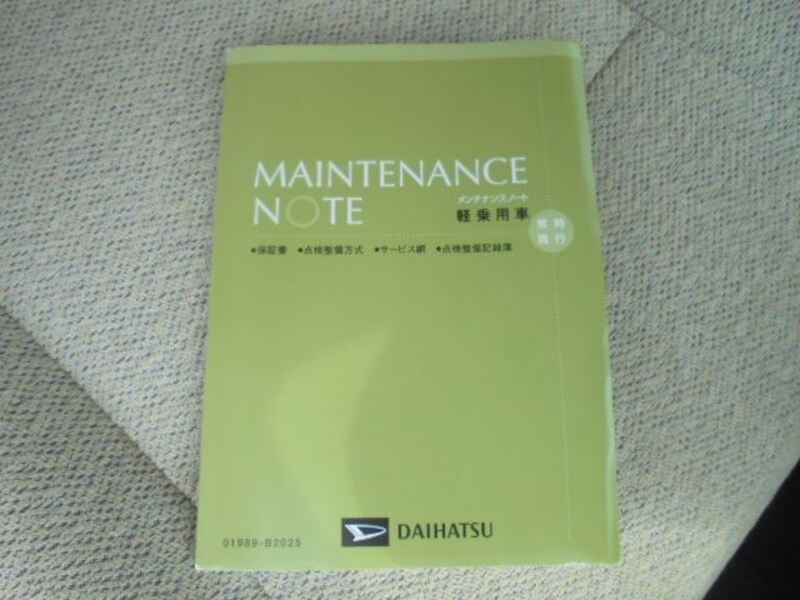 MAINTENANCE
NOTE メンテナンスノート
軽乗用車
常時
携行
•保証書 •点検整備方式 •サービス網 •点検整備記録簿
01989-B2025
DAIHATSU